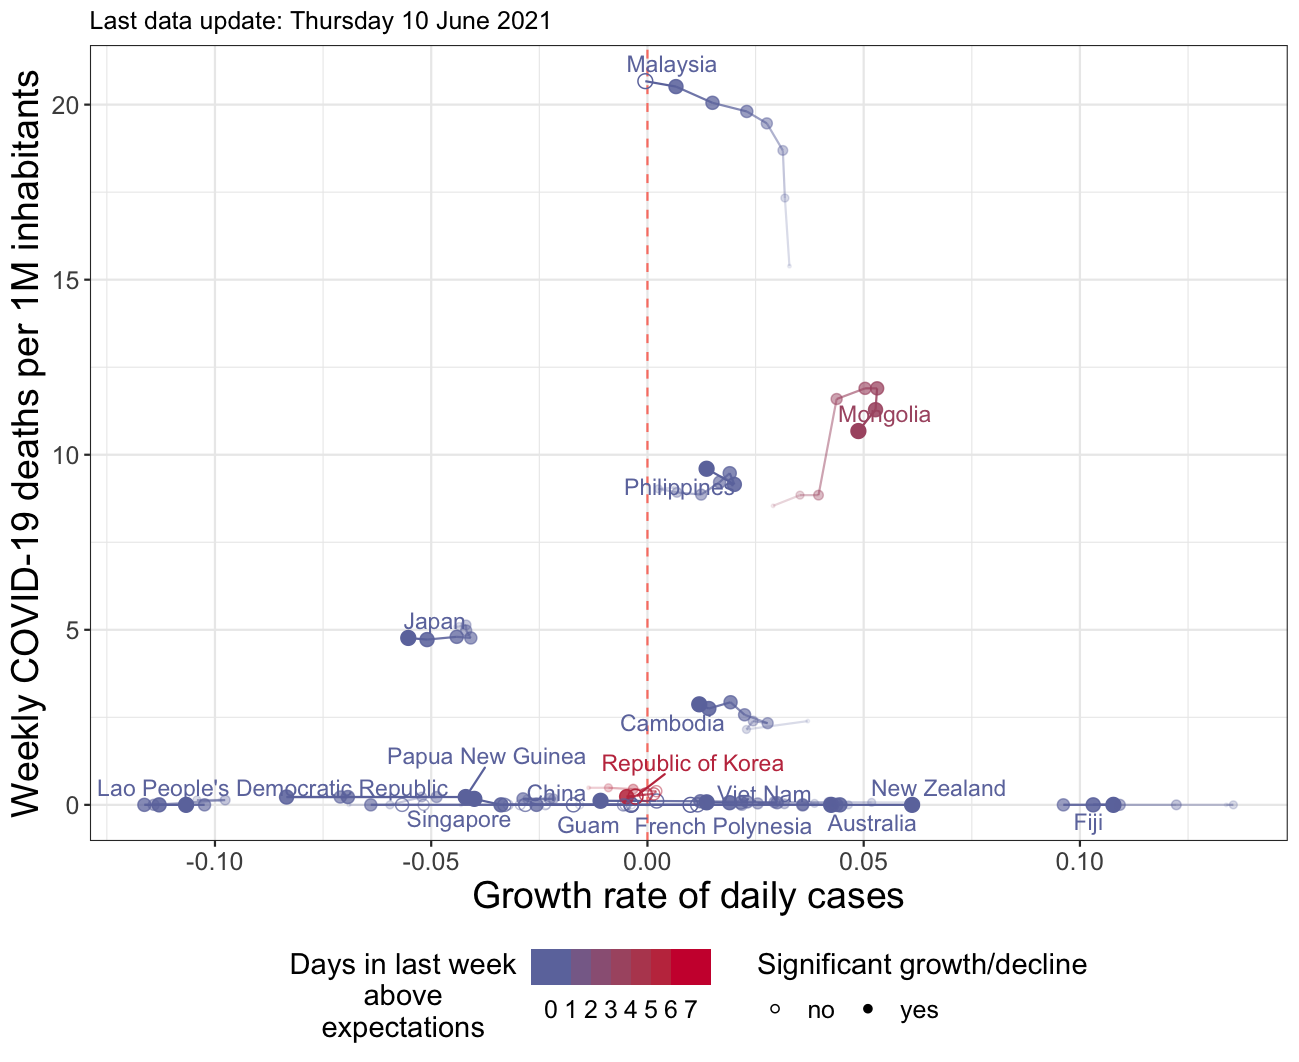 Last data update: Thursday 10 June 2021
Weekly COVID-19 deaths per 1M inhabitants
20
15
10
5
0
Malaysia
Mongolia
Philippines
Japan
Cambodia
Papua New Guinea
Republic of Korea
Lao People's Democratic Republic
China
Viet Nam
New Zealand
Singapore
Guam
French Polynesia
Australia
Fiji
-0.10
-0.05
0.00
0.05
0.10
Growth rate of daily cases
Days in last week
above
expectations
0 1 2 3 4 5 6 7
Significant growth/decline
no
yes